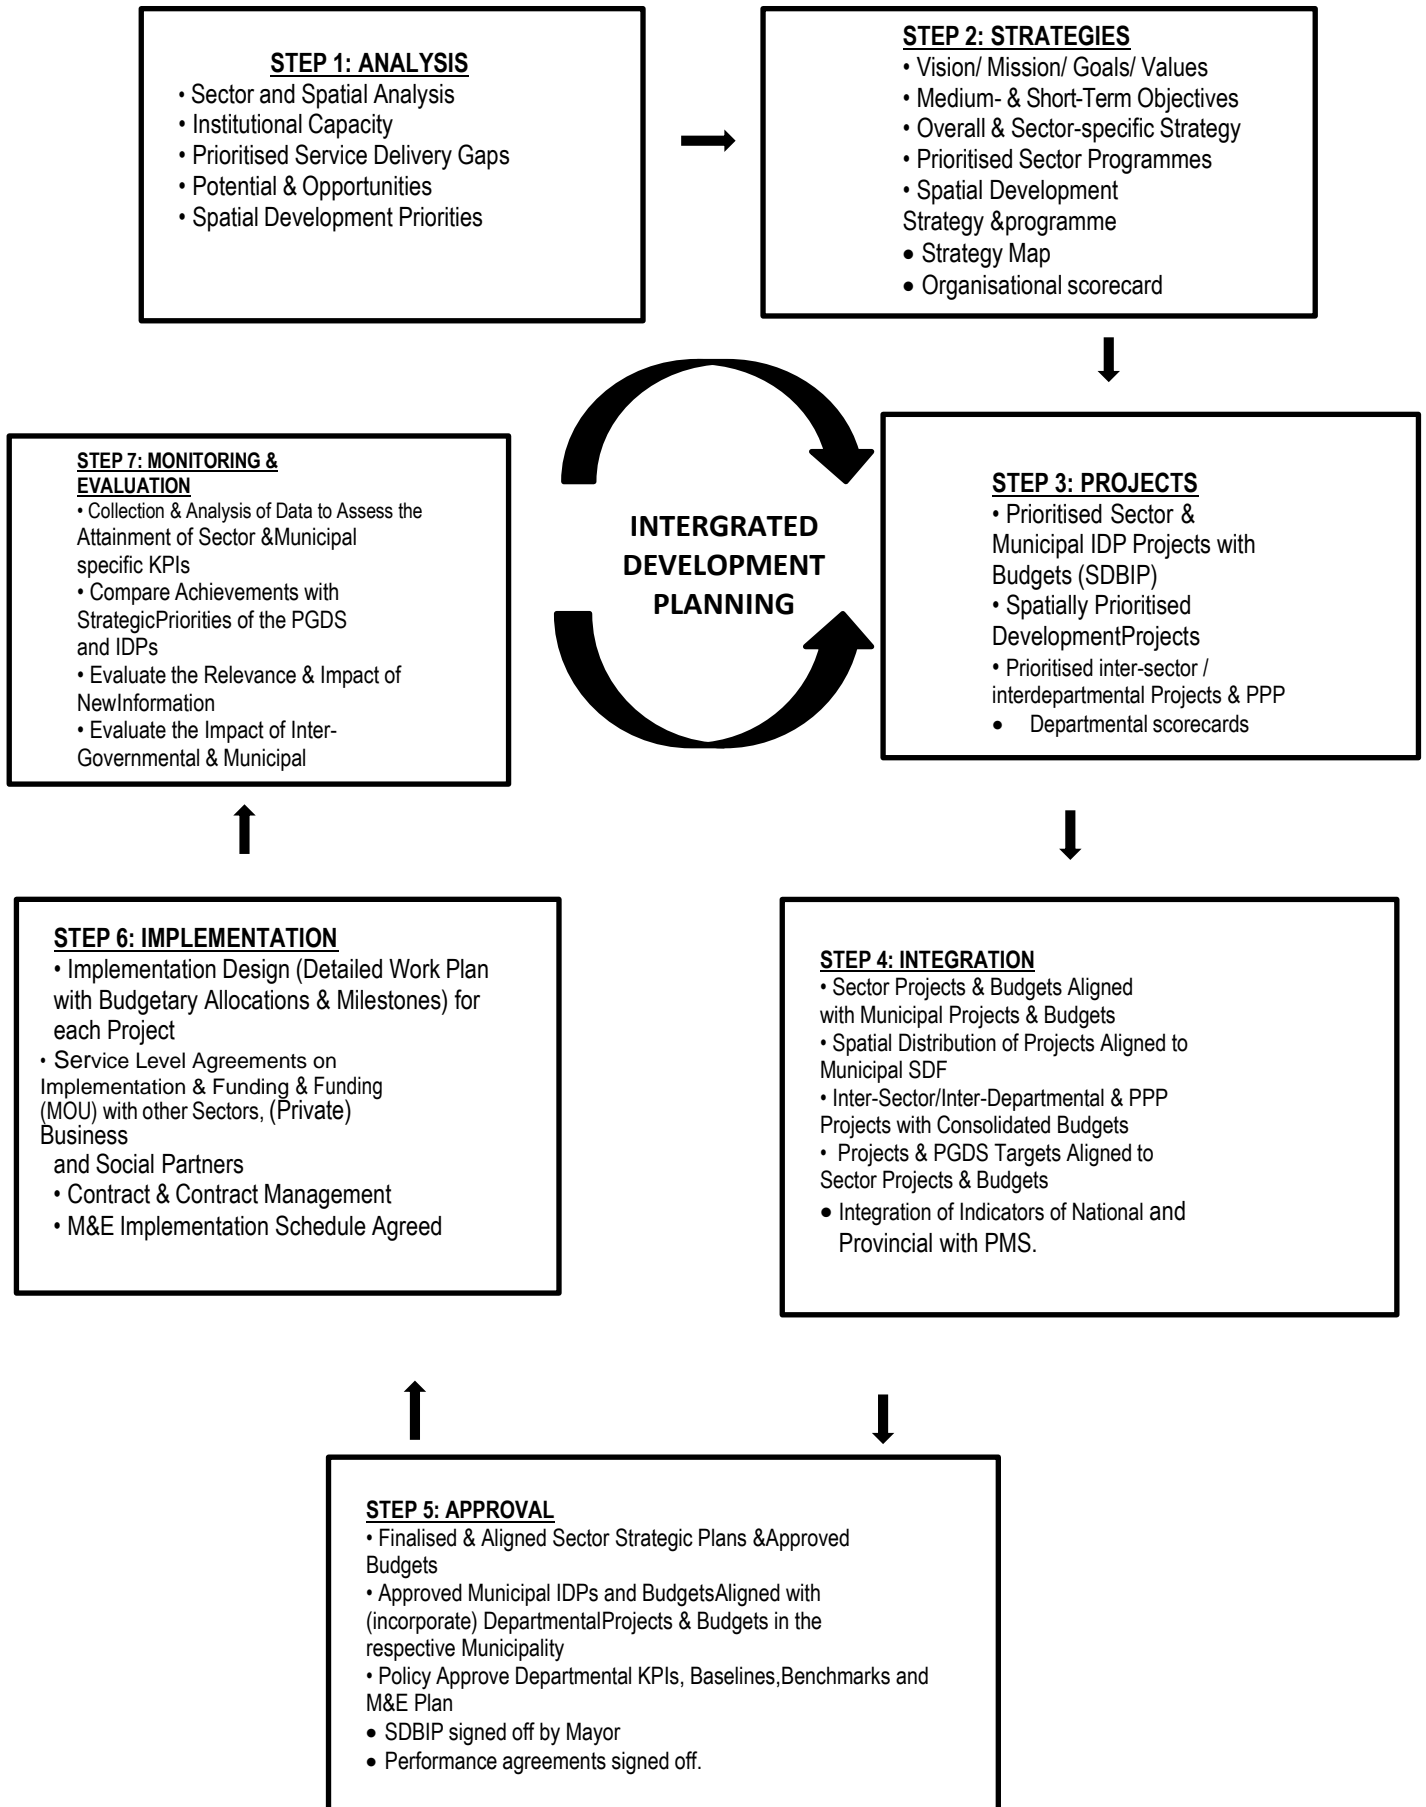 STEP 1: ANALYSIS
• Sector and Spatial Analysis
• Institutional Capacity
• Prioritised Service Delivery Gaps
• Potential & Opportunities
• Spatial Development Priorities
STEP 2: STRATEGIES
• Vision/ Mission/ Goals/ Values
• Medium- & Short-Term Objectives
• Overall & Sector-specific Strategy
• Prioritised Sector Programmes
• Spatial Development
Strategy &programme
• Strategy Map
• Organisational scorecard
INTERGRATED
DEVELOPMENT
PLANNING
STEP 3: PROJECTS
• Prioritised Sector &
Municipal IDP Projects with
Budgets (SDBIP)
• Spatially Prioritised
DevelopmentProjects
• Prioritised inter-sector /
interdepartmental Projects & PPP
• Departmental scorecards
STEP 4: INTEGRATION
• Sector Projects & Budgets Aligned
with Municipal Projects & Budgets
• Spatial Distribution of Projects Aligned to
Municipal SDF
• Inter-Sector/Inter-Departmental & PPP
Projects with Consolidated Budgets
• Projects & PGDS Targets Aligned to
Sector Projects & Budgets
• Integration of Indicators of National and
Provincial with PMS.
STEP 5: APPROVAL
• Finalised & Aligned Sector Strategic Plans &Approved
Budgets
• Approved Municipal IDPs and BudgetsAligned with
(incorporate) DepartmentalProjects & Budgets in the
respective Municipality
• Policy Approve Departmental KPIs, Baselines,Benchmarks and
M&E Plan
• SDBIP signed off by Mayor
• Performance agreements signed off.
STEP 6: IMPLEMENTATION
• Implementation Design (Detailed Work Plan
with Budgetary Allocations & Milestones) for
each Project
• Service Level Agreements on
Implementation & Funding & Funding
(MOU) with other Sectors, (Private)
Business
and Social Partners
• Contract & Contract Management
• M&E Implementation Schedule Agreed
STEP 7: MONITORING &
EVALUATION
• Collection & Analysis of Data to Assess the
Attainment of Sector &Municipal
specific KPIs
• Compare Achievements with
StrategicPriorities of the PGDS
and IDPs
• Evaluate the Relevance & Impact of
NewInformation
• Evaluate the Impact of Inter-
Governmental & Municipal